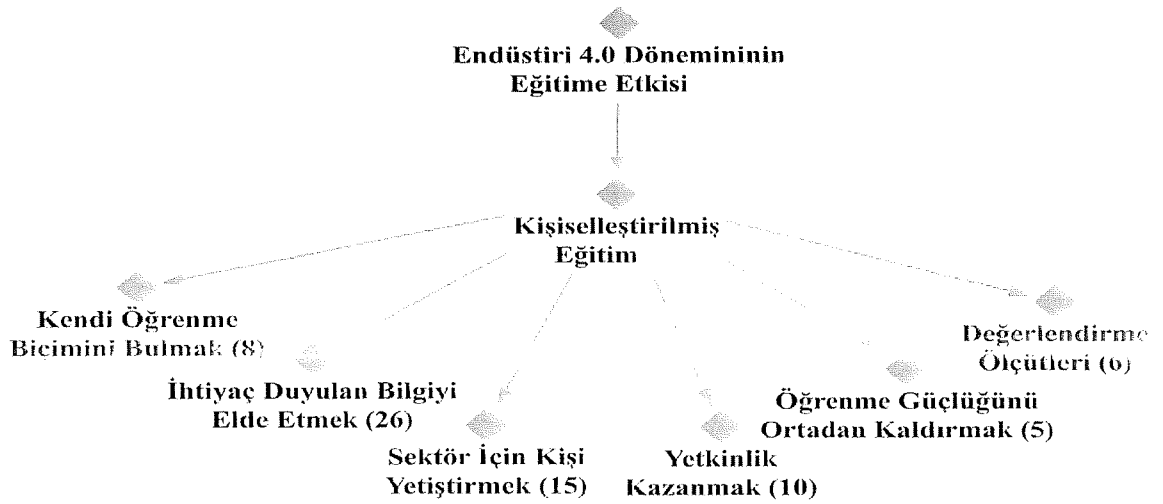 Endüstiri 4.0 Dönemininin
Eğitime Etkisi
Kişiselleştirilmiş
Eğitim
Kendi Öğrenme
Biçimini Bulmak (8)
İhtiyaç Duyulan Bilgiyi
Elde Etmek (26)
Sektör İçin Kişi
Yetiştirmek (15)
Yetkinlik
Kazanmak (10)
Öğrenme Güçlüğünü
Ortadan Kaldırmak (5)
Değerlendirme
Ölçütleri (6)